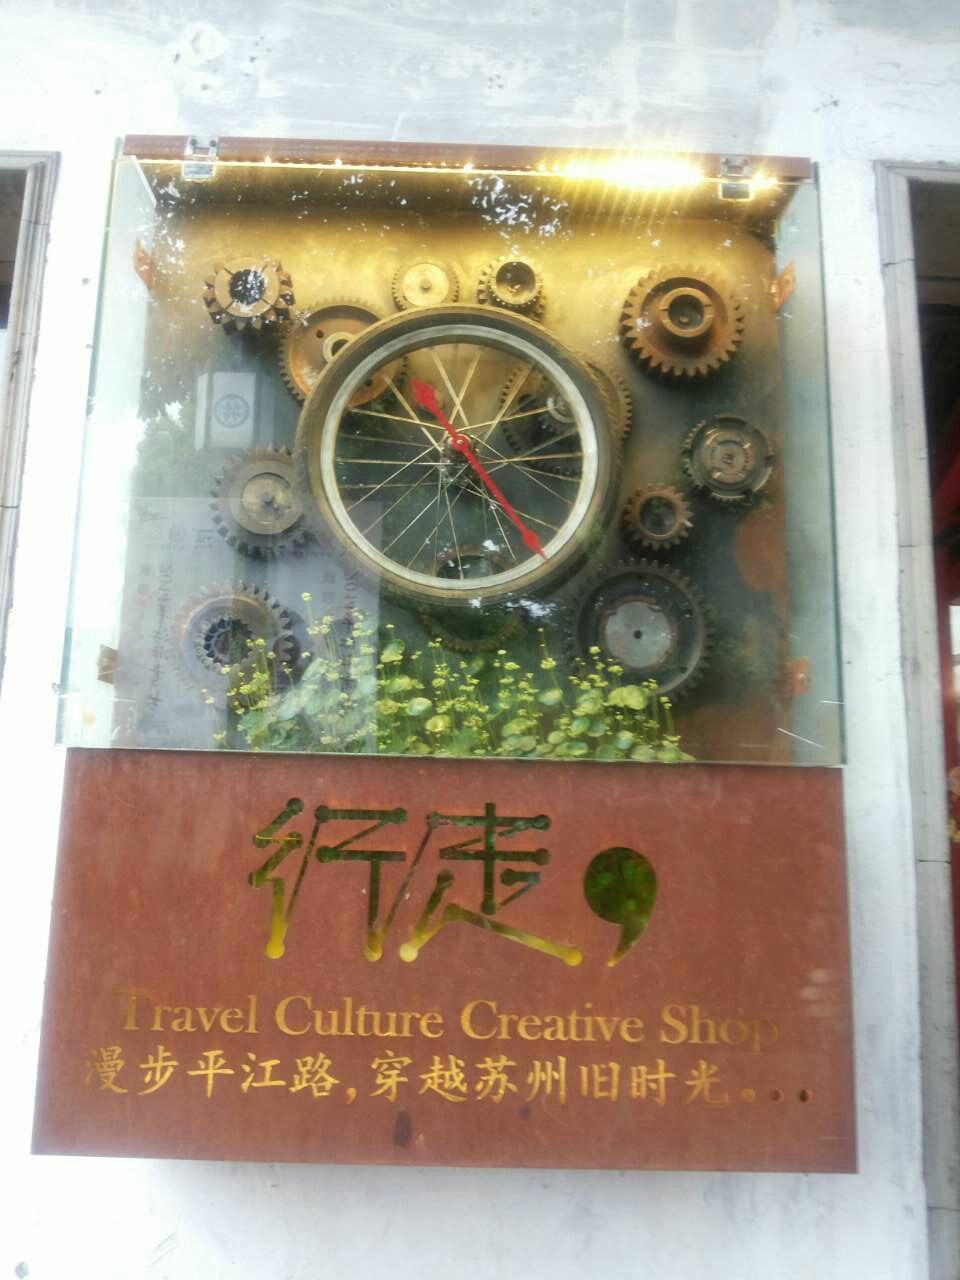 行走，
Travel Culture Creative Shop
漫步平江路,穿越苏州旧时光...